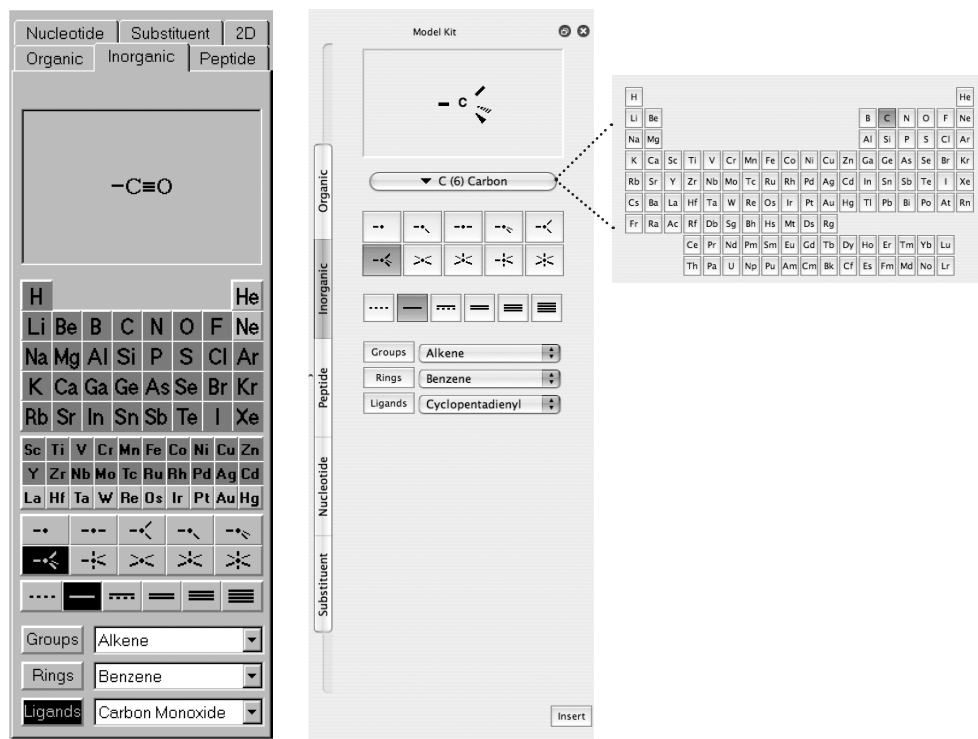 Nucleotide Substituent 2D
Organic Inorganic Peptide
–C≡O
H He
Li Be B C N O F Ne
Na Mg Al Si P S Cl Ar
K Ca Ga Ge As Se Br Kr
Rb Sr In Sn Sb Te I Xe
Sc Ti V Cr Mn Fe Co Ni Cu Zn
Y Zr Nb Mo Tc Ru Rh Pd Ag Cd
La Hf Ta W Re Os Ir Pt Au Hg
Groups Alkene
Rings Benzene
Ligands Carbon Monoxide
Model Kit
C
C (6) Carbon
Organic
Inorganic
Peptide
Nucleotide
Substituent
Groups Alkene
Rings Benzene
Ligands Cyclopentadienyl
Insert
H He
Li Be B C N O F Ne
Na Mg Al Si P S Cl Ar
K Ca Sc Ti V Cr Mn Fe Co Ni Cu Zn Ga Ge As Se Br Kr
Rb Sr Y Zr Nb Mo Tc Ru Rh Pd Ag Cd In Sn Sb Te I Xe
Cs Ba La Hf Ta W Re Os Ir Pt Au Hg Tl Pb Bi Po At Rn
Fr Ra Ac Rf Db Sg Bh Hs Mt Ds Rg
Ce Pr Nd Pm Sm Eu Gd Tb Dy Ho Er Tm Yb Lu
Th Pa U Np Pu Am Cm Bk Cf Es Fm Md No Lr